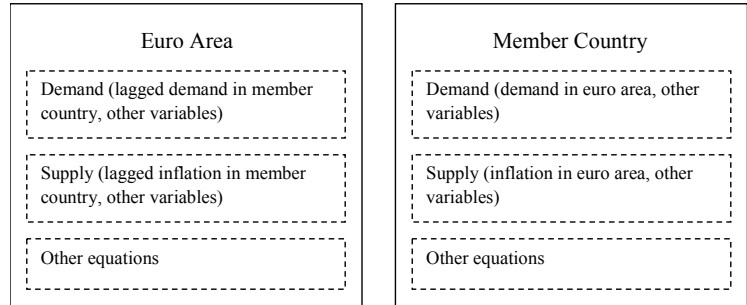 Euro Area
Demand (lagged demand in member
country, other variables)
Supply (lagged inflation in member
country, other variables)
Other equations
Member Country
Demand (demand in euro area, other
variables)
Supply (inflation in euro area, other
variables)
Other equations